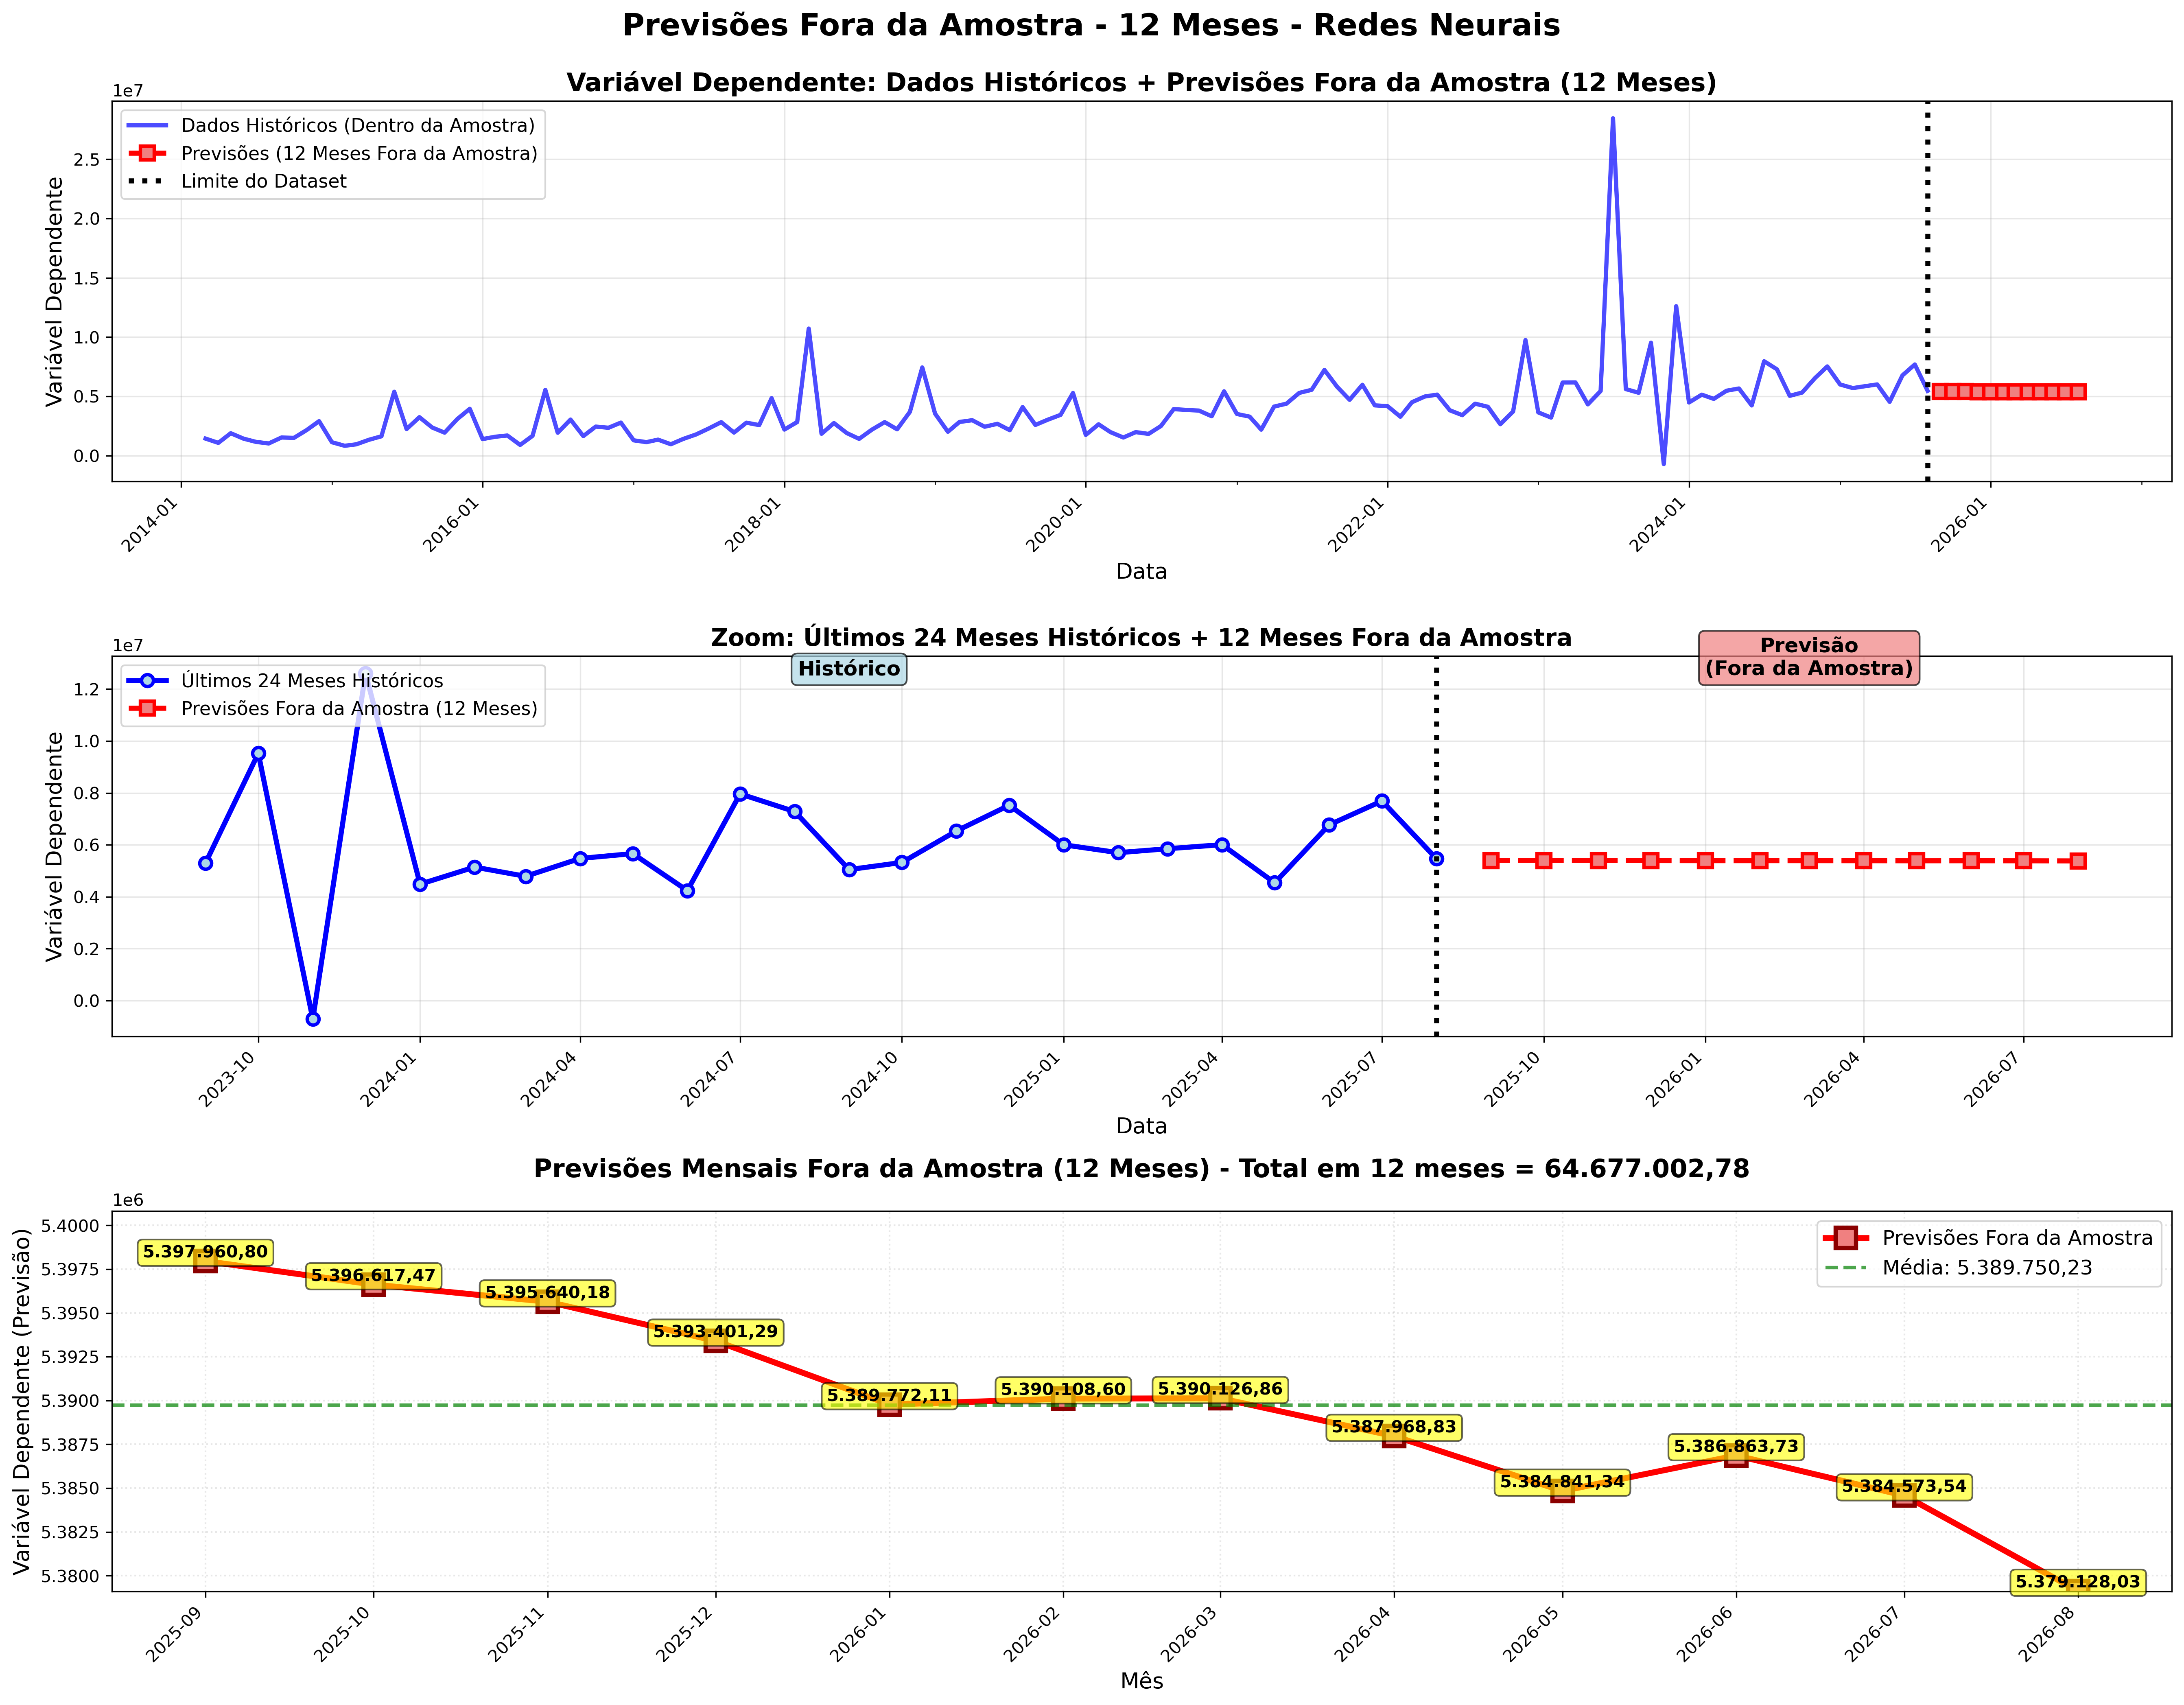 Previsões Fora da Amostra - 12 Meses - Redes Neurais
Variável Dependente: Dados Históricos + Previsões Fora da Amostra (12 Meses)
1e7
Dados Históricos (Dentro da Amostra)
Previsões (12 Meses Fora da Amostra)
Limite do Dataset
Variável Dependente
2.5
2.0
1.5
1.0
0.5
0.0
2014-01
2016-01
2018-01
2020-01
2022-01
2024-01
2026-01
Data
Zoom: Últimos 24 Meses Históricos + 12 Meses Fora da Amostra
1e7
Últimos 24 Meses Históricos
Previsões Fora da Amostra (12 Meses)
Histórico
Previsão
(Fora da Amostra)
Variável Dependente
1.2
1.0
0.8
0.6
0.4
0.2
0.0
2023-10
2024-01
2024-04
2024-07
2024-10
2025-01
2025-04
2025-07
2025-10
2026-01
2026-04
2026-07
Data
Previsões Mensais Fora da Amostra (12 Meses) - Total em 12 meses = 64.677.002,78
1e6
Previsões Fora da Amostra
Média: 5.389.750,23
Variável Dependente (Previsão)
5.4000
5.3975
5.3950
5.3925
5.3900
5.3875
5.3850
5.3825
5.3800
5.397.960,80
5.396.617,47
5.395.640,18
5.393.401,29
5.389.772,11
5.390.108,60
5.390.126,86
5.387.968,83
5.384.841,34
5.386.863,73
5.384.573,54
5.379.128,03
2025-09
2025-10
2025-11
2025-12
2026-01
2026-02
2026-03
2026-04
2026-05
2026-06
2026-07
2026-08
Mês